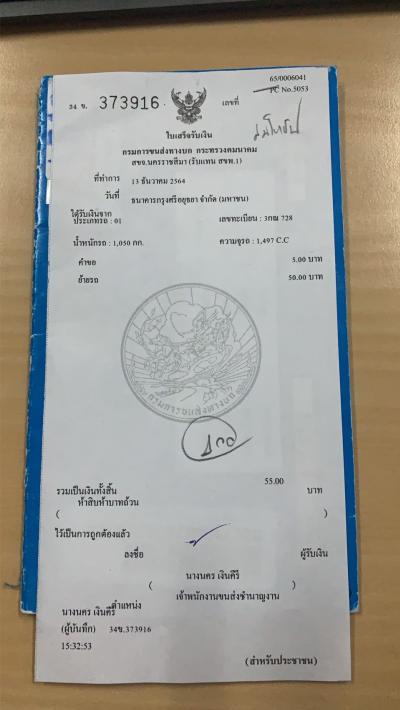 65/0006041
PC No.5053
34 ข. 373916 เลขที่
ใบเสร็จรับเงิน
กรมการขนส่งทางบก กระทรวงคมนาคม
สขจ.นครราชสีมา (รับแทน สขพ.1)
ที่ทำการ
13 ธันวาคม 2564
วันที่
ธนาคารกรุงศรีอยุธยา จำกัด (มหาชน)
ได้รับเงินจาก
ประเภทรถ : 01 เลขทะเบียน : 3กณ 728
น้ำหนักรถ : 1,050 กก. ความจุรถ : 1,497 C.C
คำขอ 5.00 บาท
ย้ายรถ 50.00 บาท
กรมการขนส่งทางบก
55.00
รวมเป็นเงินทั้งสิ้น บาท
ห้าสิบห้าบาทถ้วน
( )
ไว้เป็นการถูกต้องแล้ว
ลงชื่อ ผู้รับเงิน
นางนคร เงินคีรี
( )
เจ้าพนักงานขนส่งชำนาญงาน
ตำแหน่ง
นางนคร เงินคีรี
(ผู้บันทึก) 34ข.373916
15:32:53
(สำหรับประชาชน)